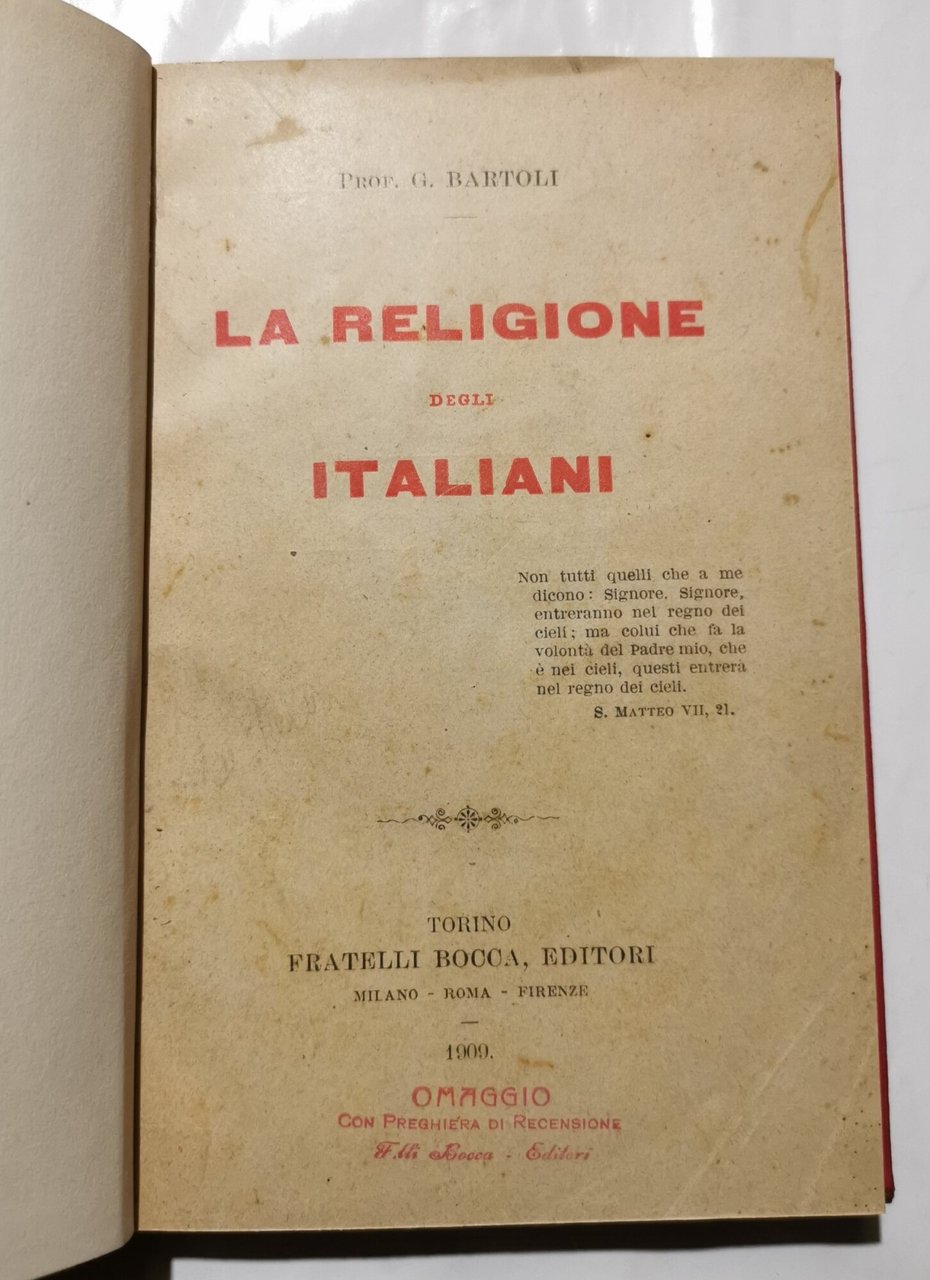 Prof. G. BARTOLI
LA RELIGIONE
DEGLI
ITALIANI
Non tutti quelli che a me
dicono: Signore. Signore,
entreranno nel regno dei
cieli; ma colui che fa la
volontà del Padre mio, che
è nei cieli, questi entrerà
nel regno dei cieli.
S. MATTEO VII, 21.
TORINO
FRATELLI BOCCA, EDITORI
MILANO - ROMA - FIRENZE
1909.
OMAGGIO
CON PREGHIERA DI RECENSIONE
F.lli Bocca - Editori